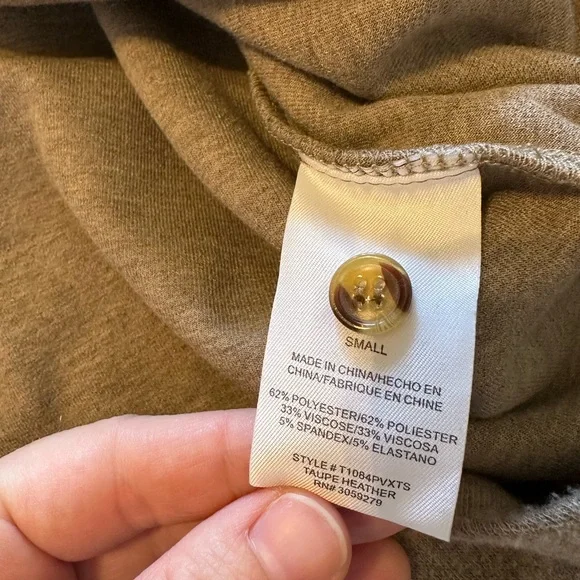 SMALL
MADE IN CHINA/HECHO EN
CHINA/FABRIQUE EN CHINE
62% POLYESTER/62% POLIESTER
33% VISCOSE/33% VISCOSA
5% SPANDEX/5% ELASTANO
STYLE # T1084PVXTS
TAUPE HEATHER
RN# 3059279